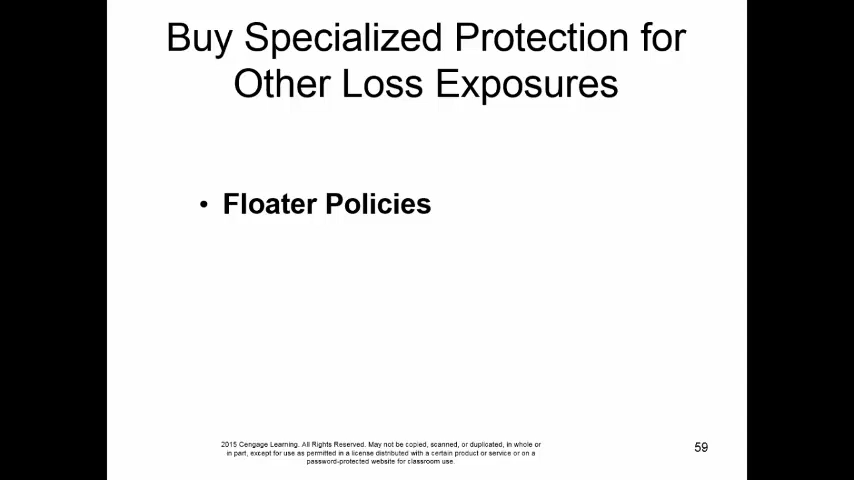 Buy Specialized Protection for
Other Loss Exposures
• Floater Policies
2015 Cengage Learning. All Rights Reserved. May not be copied, scanned, or duplicated, in whole or
in part, except for use as permitted in a license distributed with a certain product or service or on a
password-protected website for classroom use.
59